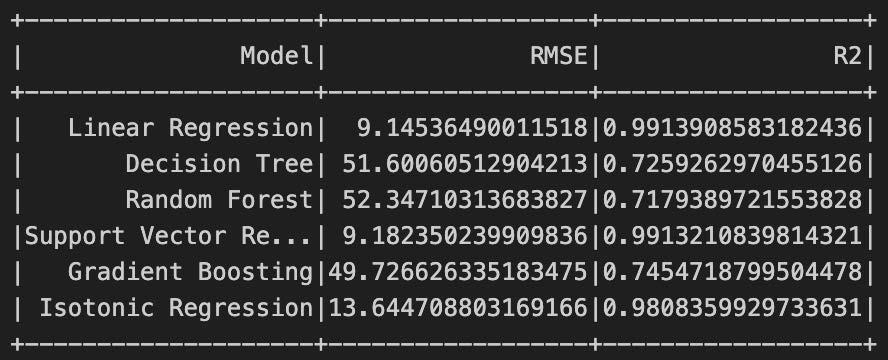 +--------------------+------------------+------------------+
|               Model|              RMSE|                R2|
+--------------------+------------------+------------------+
|   Linear Regression|  9.14536490011518|0.9913908583182436|
|       Decision Tree| 51.60060512904213|0.7259262970455126|
|       Random Forest| 52.34710313683827|0.7179389721553828|
|Support Vector Re...| 9.182350239909836|0.9913210839814321|
|   Gradient Boosting|49.726626335183475|0.7454718799504478|
| Isotonic Regression|13.644708803169166|0.9808359929733631|
+--------------------+------------------+------------------+